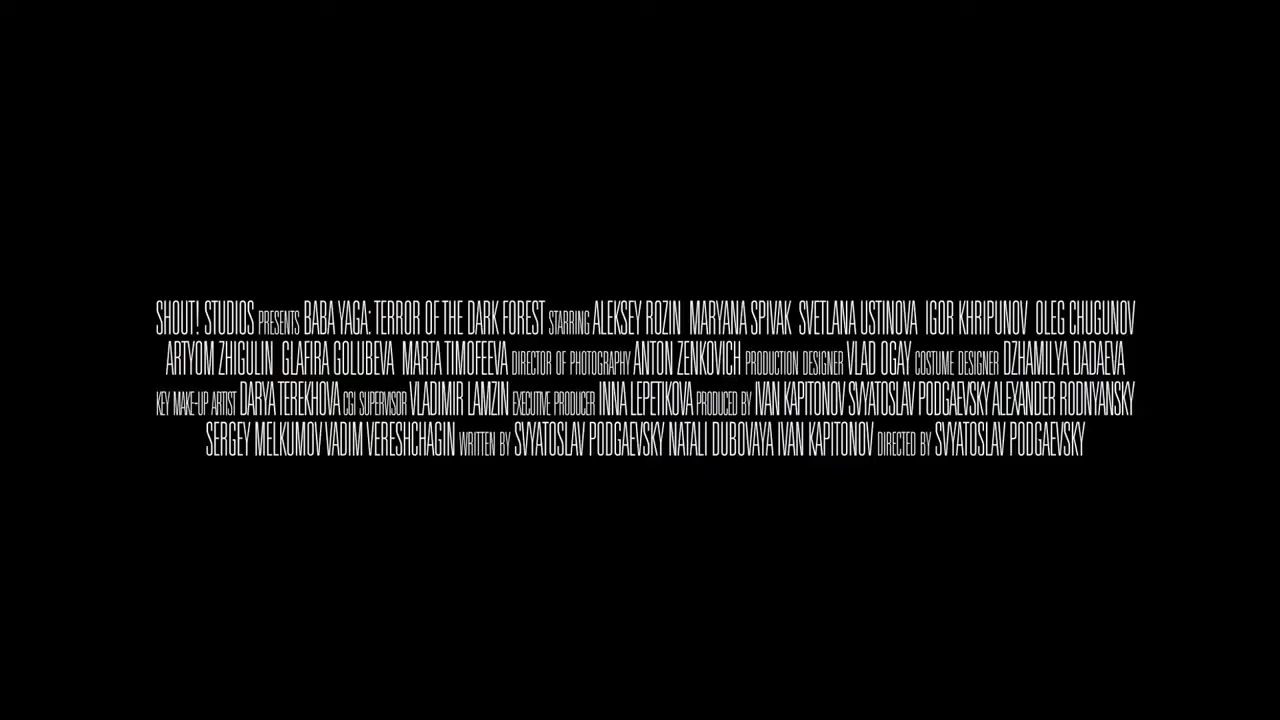 SHOUT! STUDIOS PRESENTS BABA YAGA: TERROR OF THE DARK FOREST STARRING ALEKSEY ROZIN MARYANA SPIVAK SVETLANA USTINOVA IGOR KHRIPUNOV OLEG CHUGUNOV
ARTYOM ZHIGULIN GLAFIRA GOLUBEVA MARTA TIMOFEEVA DIRECTOR OF PHOTOGRAPHY ANTON ZENKOVICH PRODUCTION DESIGNER VLAD OGAY COSTUME DESIGNER DZHAMILYA DADAEVA
KEY MAKE-UP ARTIST DARYA TEREKHOVA CGI SUPERVISOR VLADIMIR LAMZIN EXECUTIVE PRODUCER INNA LEPETIKOVA PRODUCED BY IVAN KAPITONOV SVYATOSLAV PODGAEVSKY ALEXANDER RODNYANSKY
SERGEY MELKUMOV VADIM VERESHCHAGIN WRITTEN BY SVYATOSLAV PODGAEVSKY NATALI DUBOVAYA IVAN KAPITONOV DIRECTED BY SVYATOSLAV PODGAEVSKY